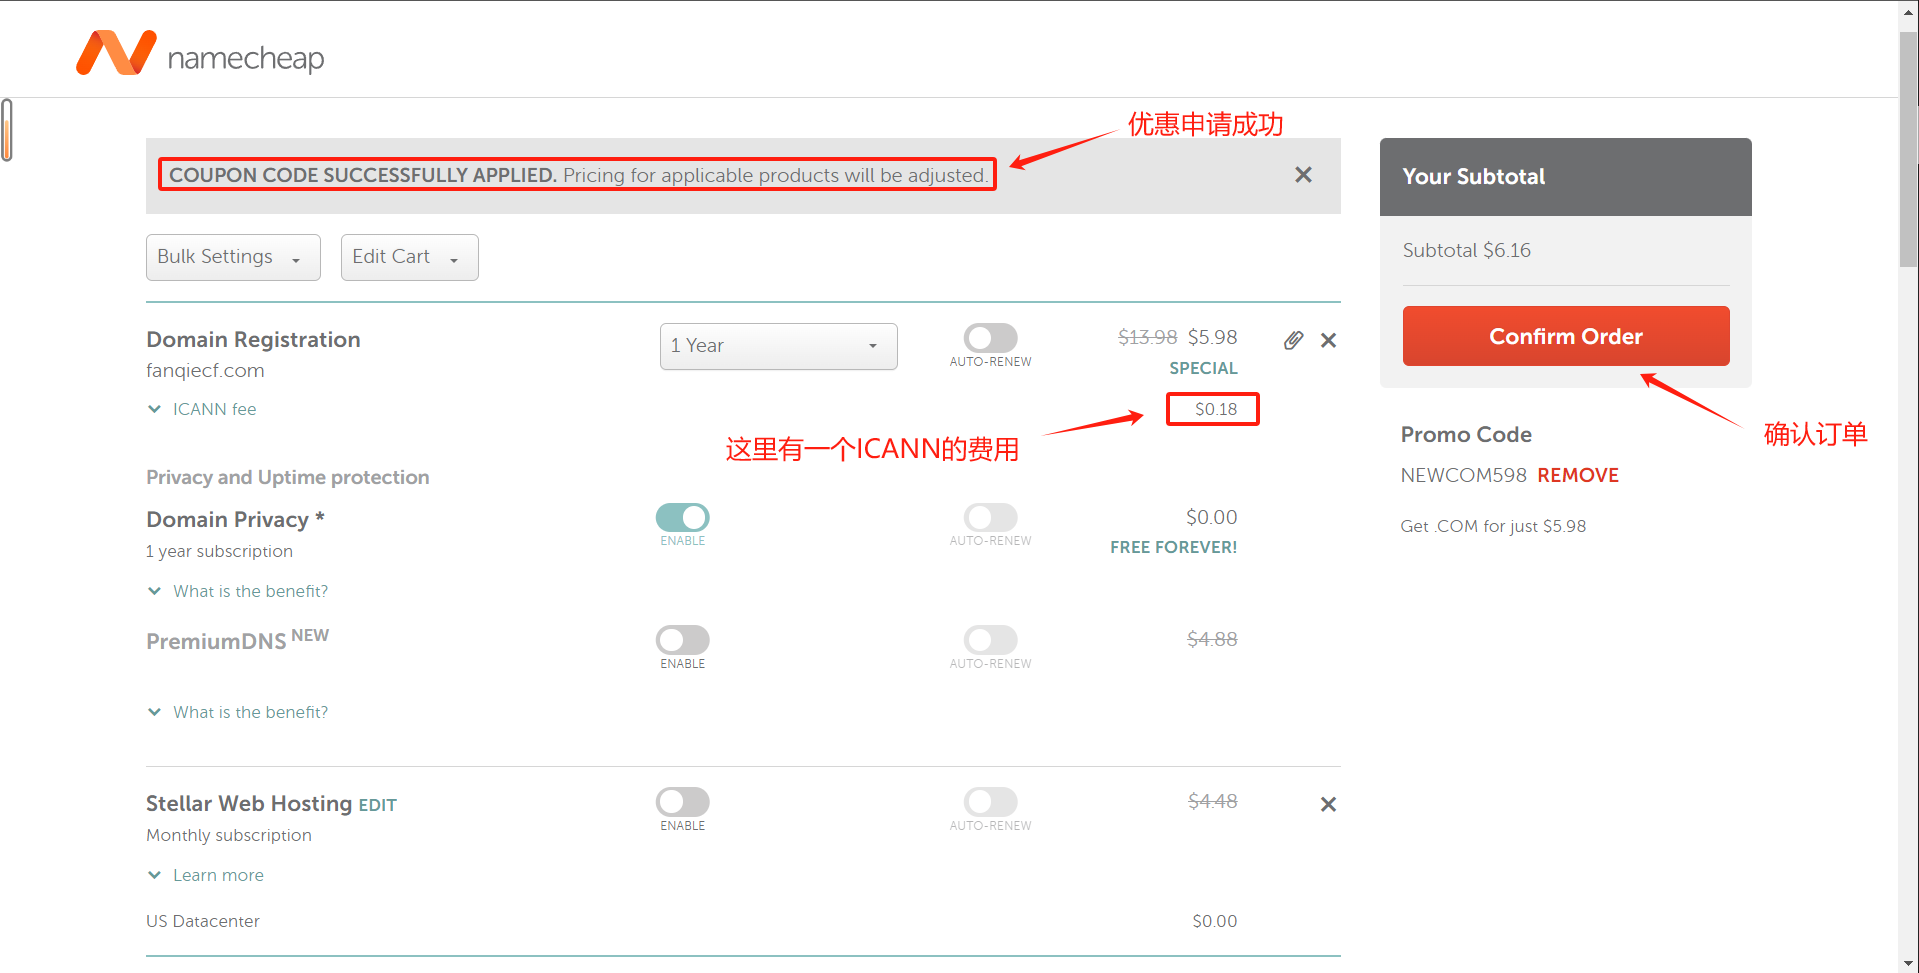 namecheap
优惠申请成功
COUPON CODE SUCCESSFULLY APPLIED. Pricing for applicable products will be adjusted.
Your Subtotal
Subtotal $6.16
Confirm Order
确认订单
Promo Code
NEWCOM598 REMOVE
Get .COM for just $5.98
Bulk Settings
Edit Cart
Domain Registration
fanqiecf.com
1 Year
AUTO-RENEW
$13.98 $5.98
SPECIAL
ICANN fee
$0.18
这里有一个ICANN的费用
Privacy and Uptime protection
Domain Privacy *
1 year subscription
ENABLE
AUTO-RENEW
$0.00
FREE FOREVER!
What is the benefit?
PremiumDNS NEW
ENABLE
AUTO-RENEW
$4.88
What is the benefit?
Stellar Web Hosting EDIT
Monthly subscription
ENABLE
AUTO-RENEW
$4.48
Learn more
US Datacenter
$0.00